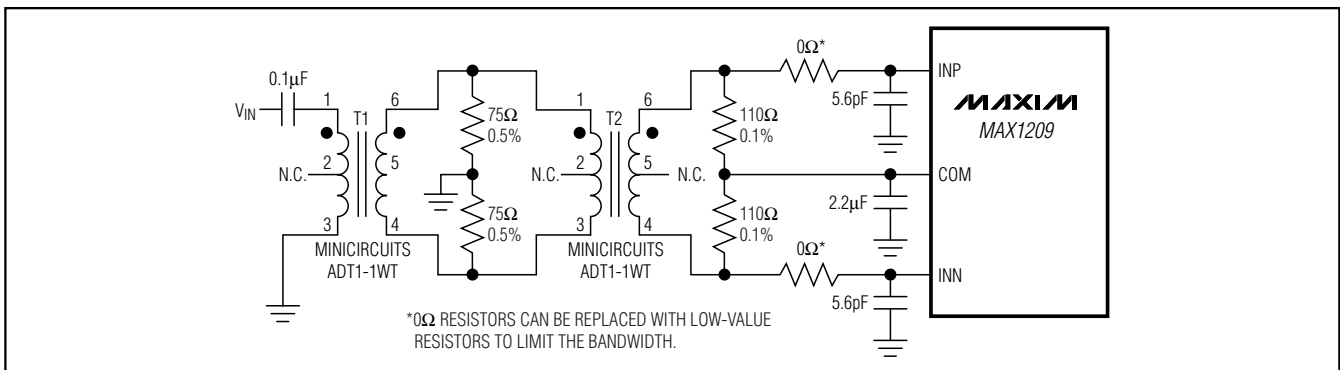 0Ω*
0.1µF
VIN
1
6
T1
2
5
N.C.
3
4
MINICIRCUITS
ADT1-1WT
75Ω
0.5%
75Ω
0.5%
1
6
T2
2
5
N.C.
N.C.
3
4
MINICIRCUITS
ADT1-1WT
110Ω
0.1%
110Ω
0.1%
5.6pF
2.2µF
0Ω*
5.6pF
INP
MAXIM
MAX1209
COM
INN
*0Ω RESISTORS CAN BE REPLACED WITH LOW-VALUE
RESISTORS TO LIMIT THE BANDWIDTH.